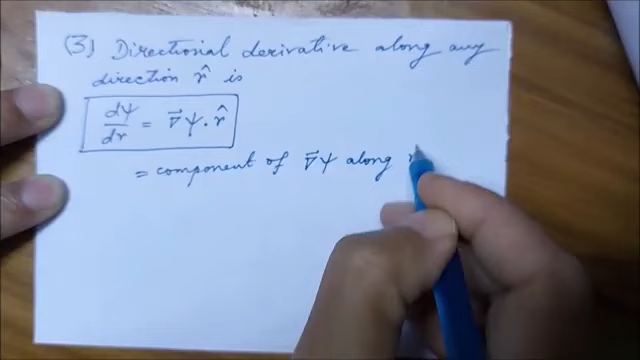 (3) Directional derivative along any
direction r̂ is
dψ/dr = ∇⃗ψ · r̂
= component of ∇⃗ψ along